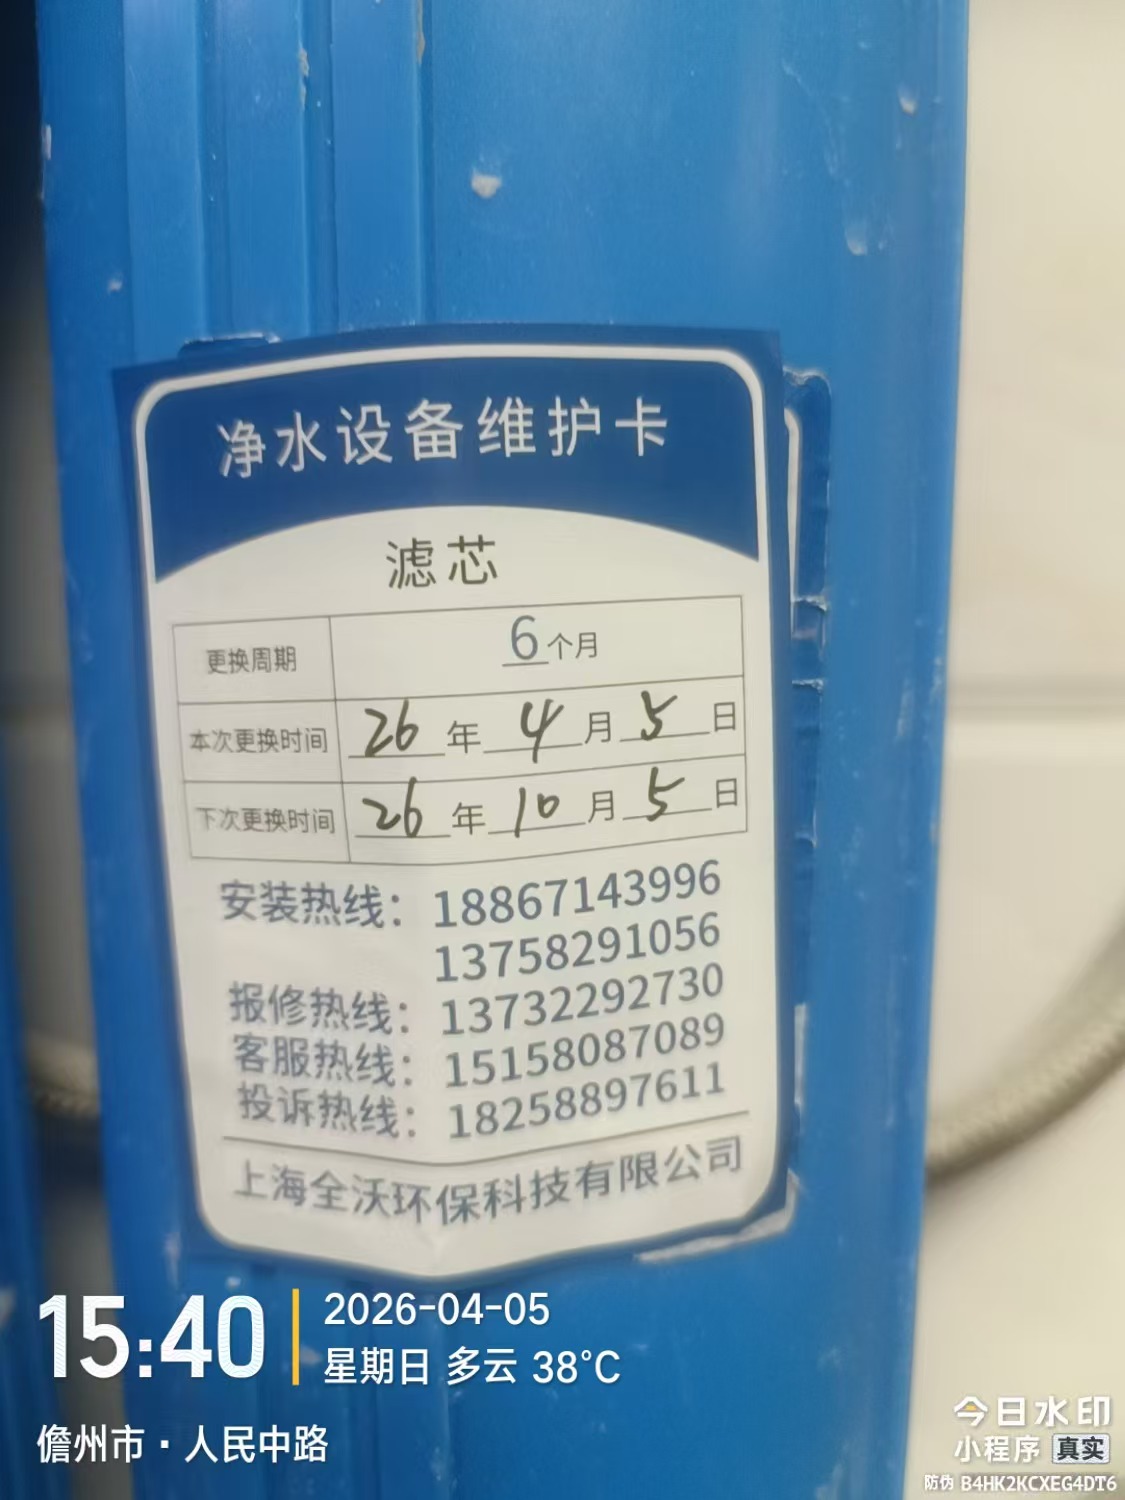 净水设备维护卡
滤芯
更换周期 6个月
本次更换时间 26年4月5日
下次更换时间 26年10月5日
安装热线：18867143996
13758291056
报修热线：13732292730
客服热线：15158087089
投诉热线：18258897611
上海全沃环保科技有限公司
15:40
2026-04-05
星期日 多云 38°C
儋州市·人民中路
今日水印
小程序 真实
防伪 B4HK2KCXEG4DT6